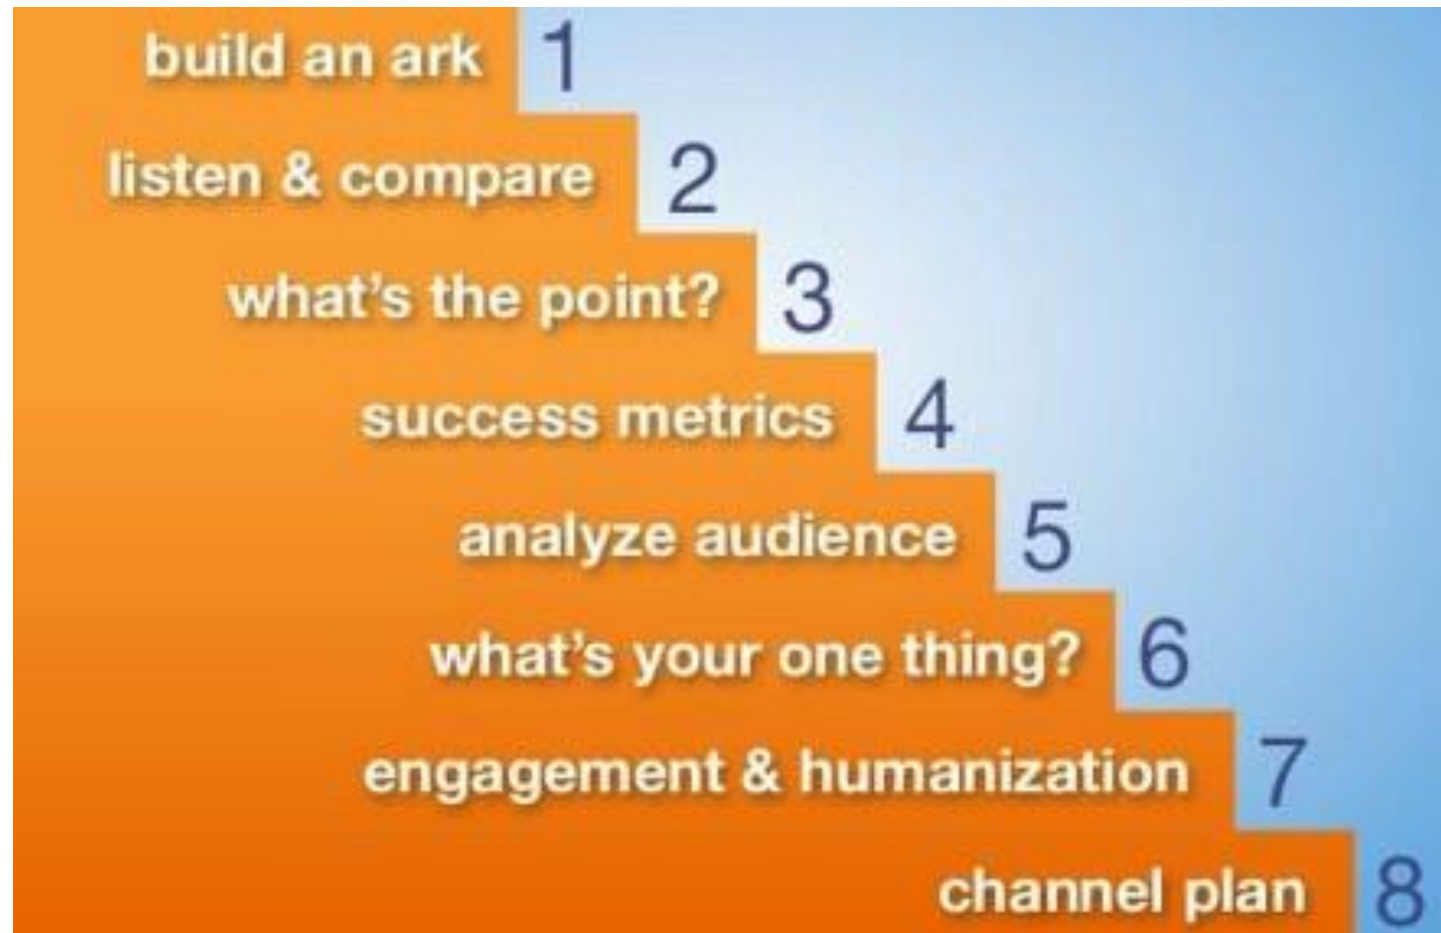 build an ark 1
listen & compare 2
what's the point? 3
success metrics 4
analyze audience 5
what's your one thing? 6
engagement & humanization 7
channel plan 8